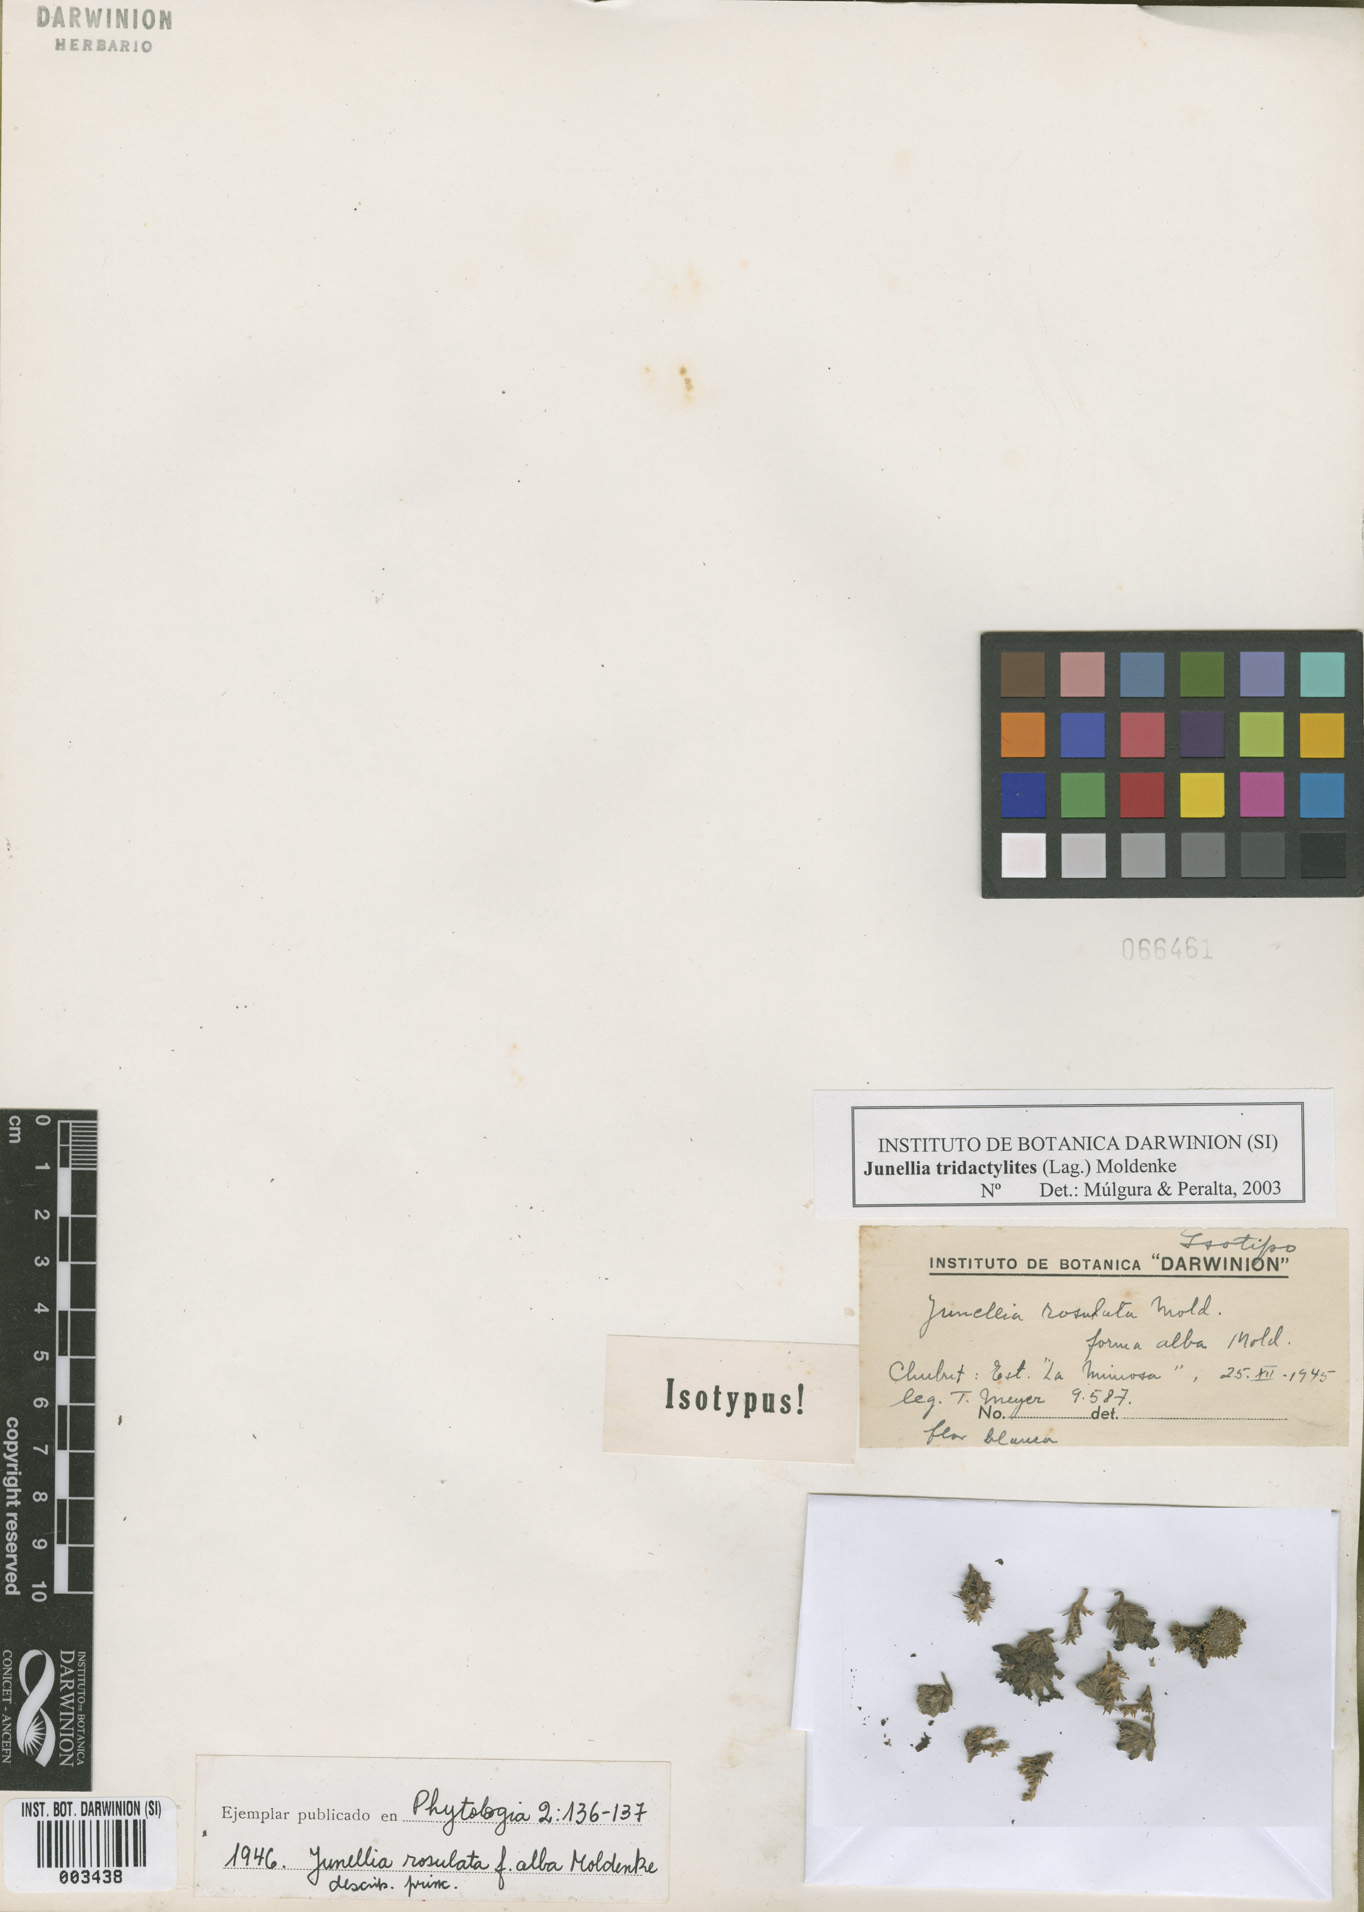 DARWINION
HERBARIO
066461
INSTITUTO DE BOTANICA DARWINION (SI)
Junellia tridactylites (Lag.) Moldenke
Nº Det.: Múlgura & Peralta, 2003
Isotipo
INSTITUTO DE BOTANICA "DARWINION"
Junellia rosulata Mold.
forma alba Mold.
Chubut: Est. "La Mimosa", 25.XII.1945
leg. T. Meyer 9.587.
No. det.
flor blanca
Isotypus!
cm
0
1
2
3
4
5
6
7
8
9
10
copyright reserved
INSTITUTO DE BOTANICA
DARWINION
CONICET - ANCEFN
INST. BOT. DARWINION (SI)
003438
Ejemplar publicado en Phytologia 2:136-137
1946. Junellia rosulata f. alba Moldenke
descrip. princ.